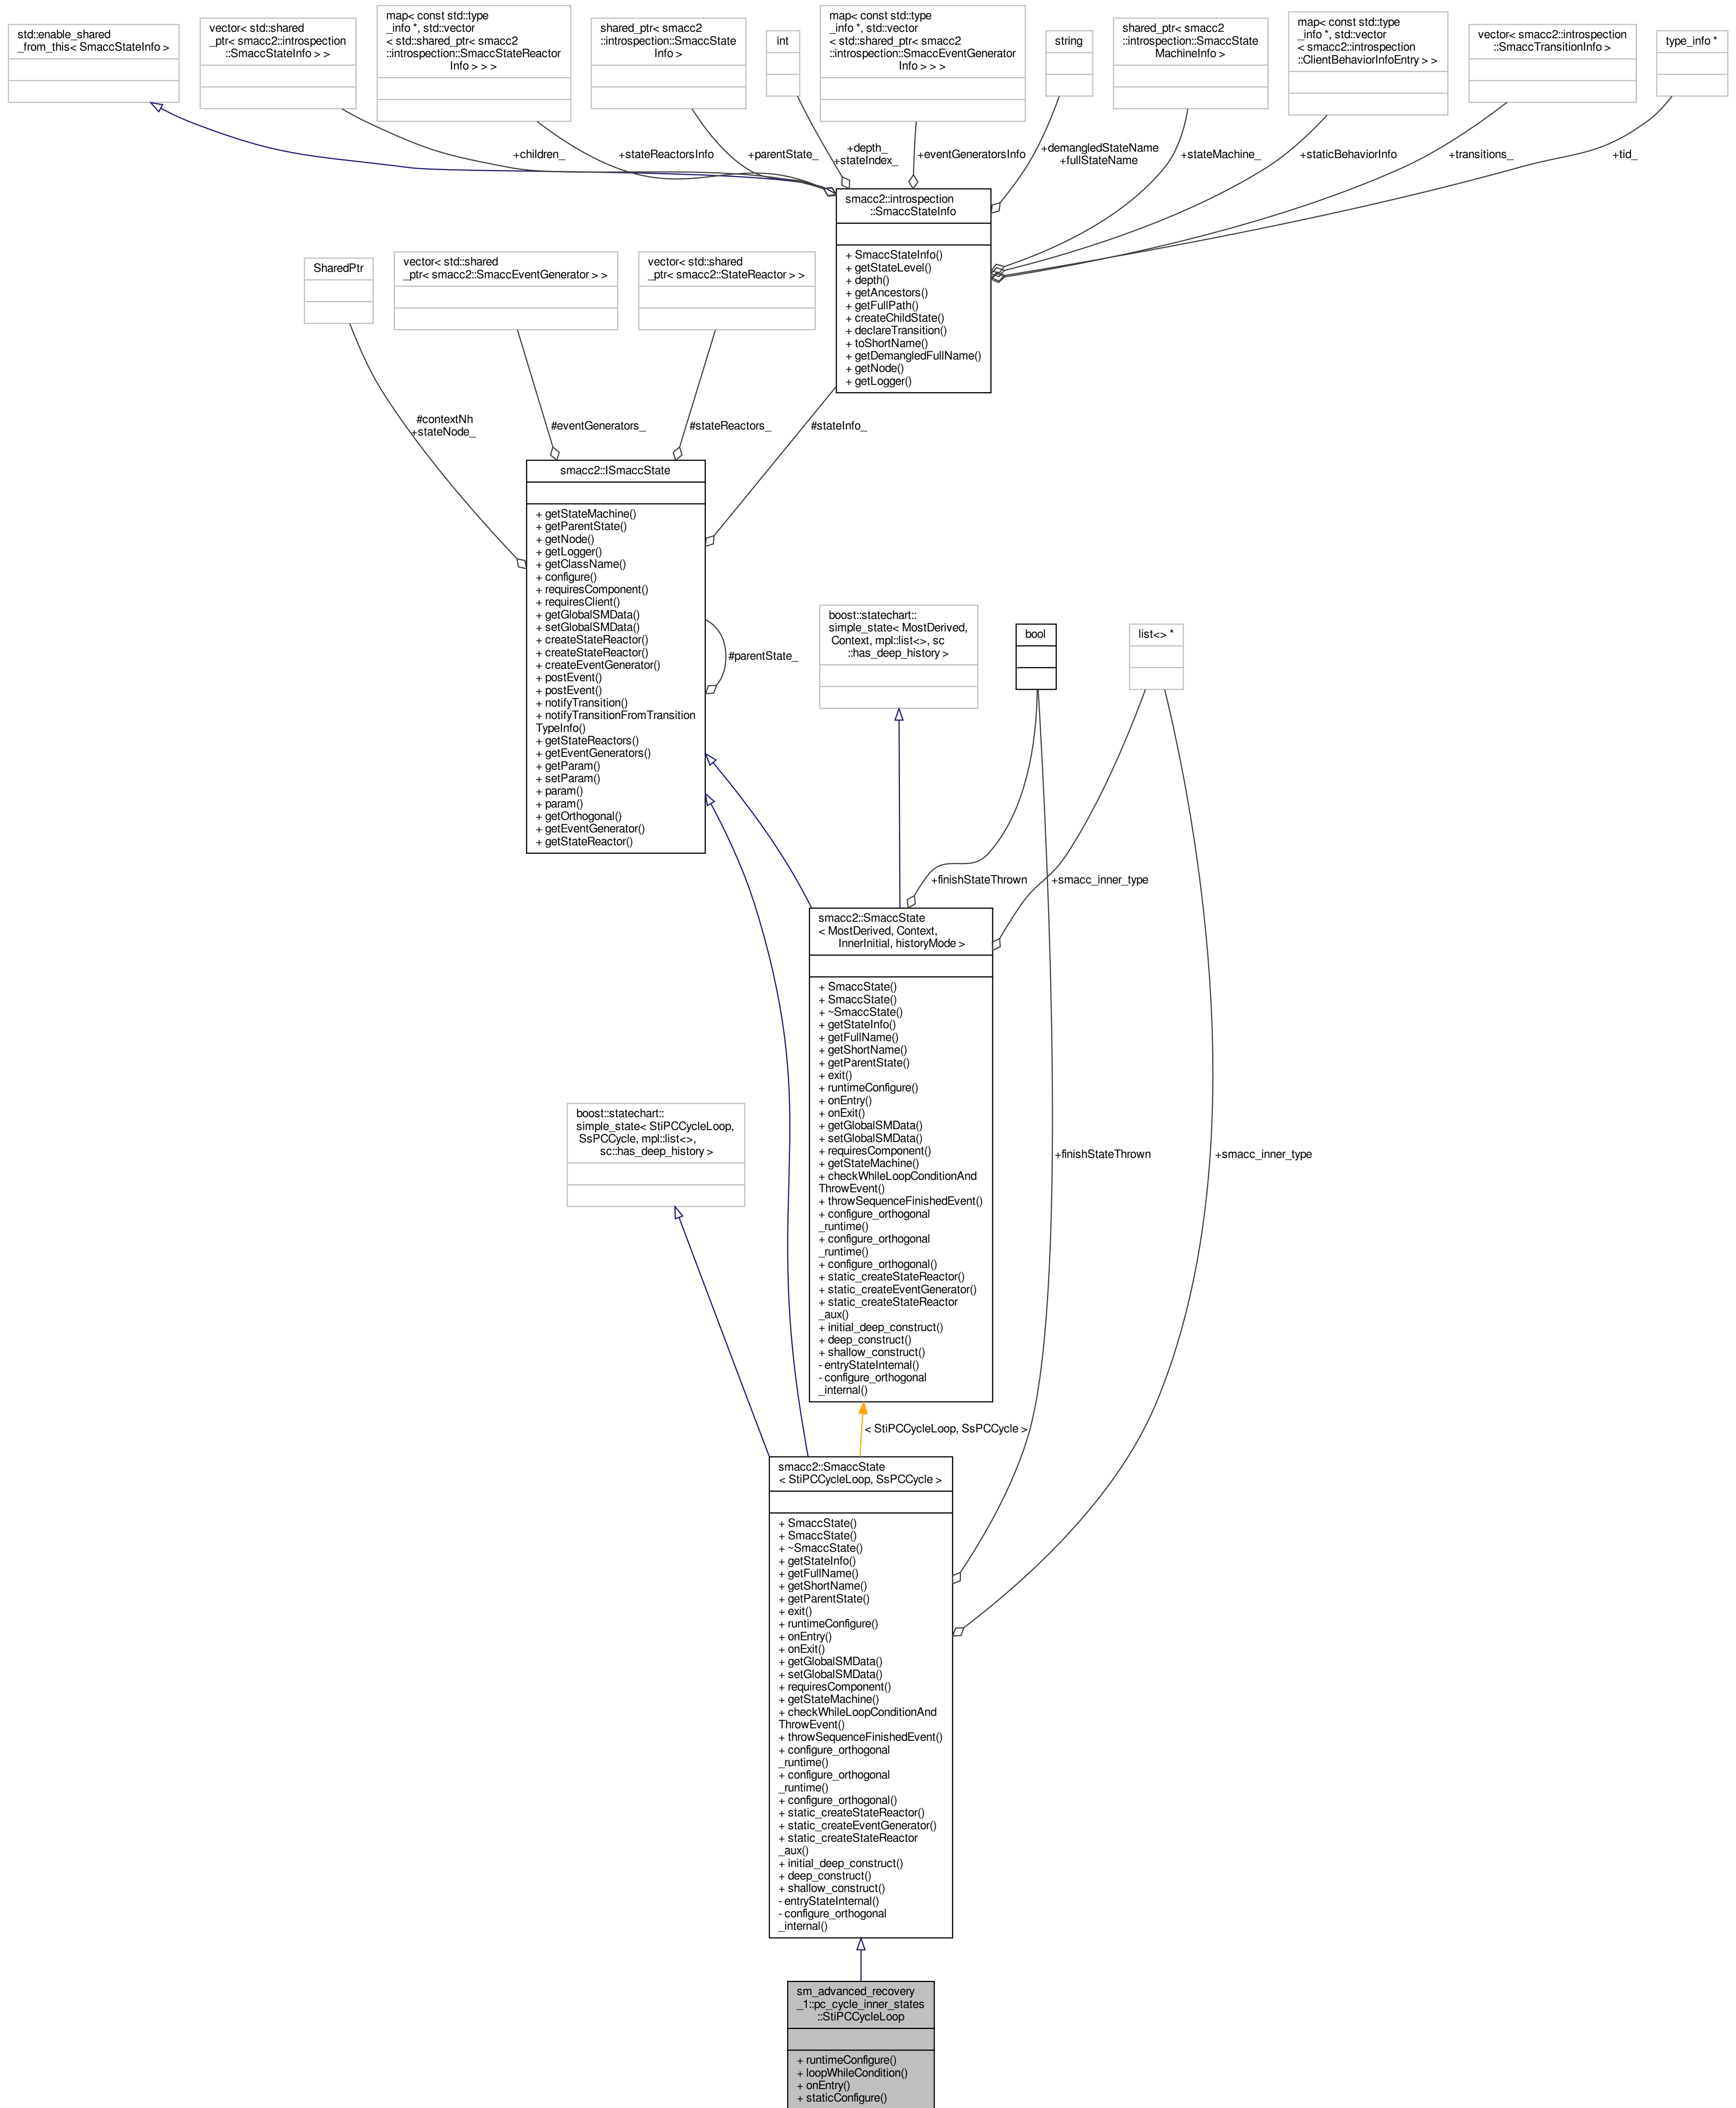 std::enable_shared
_from_this< SmaccStateInfo >
vector< std::shared
_ptr< smacc2::introspection
::SmaccStateInfo > >
map< const std::type
_info *, std::vector
< std::shared_ptr< smacc2
::introspection::SmaccStateReactor
Info > > >
shared_ptr< smacc2
::introspection::SmaccState
Info >
int
map< const std::type
_info *, std::vector
< std::shared_ptr< smacc2
::introspection::SmaccEventGenerator
Info > > >
string
shared_ptr< smacc2
::introspection::SmaccState
MachineInfo >
map< const std::type
_info *, std::vector
< smacc2::introspection
::ClientBehaviorInfoEntry > >
vector< smacc2::introspection
::SmaccTransitionInfo >
type_info *
+children_
+stateReactorsInfo
+parentState_
+depth_
+stateIndex_
+eventGeneratorsInfo
+demangledStateName
+fullStateName
+stateMachine_
+staticBehaviorInfo
+transitions_
+tid_
smacc2::introspection
::SmaccStateInfo
+ SmaccStateInfo()
+ getStateLevel()
+ depth()
+ getAncestors()
+ getFullPath()
+ createChildState()
+ declareTransition()
+ toShortName()
+ getDemangledFullName()
+ getNode()
+ getLogger()
SharedPtr
vector< std::shared
_ptr< smacc2::SmaccEventGenerator > >
vector< std::shared
_ptr< smacc2::StateReactor > >
#contextNh
+stateNode_
#eventGenerators_
#stateReactors_
#stateInfo_
smacc2::ISmaccState
+ getStateMachine()
+ getParentState()
+ getNode()
+ getLogger()
+ getClassName()
+ configure()
+ requiresComponent()
+ requiresClient()
+ getGlobalSMData()
+ setGlobalSMData()
+ createStateReactor()
+ createStateReactor()
+ createEventGenerator()
+ postEvent()
+ postEvent()
+ notifyTransition()
+ notifyTransitionFromTransition
TypeInfo()
+ getStateReactors()
+ getEventGenerators()
+ getParam()
+ setParam()
+ param()
+ param()
+ getOrthogonal()
+ getEventGenerator()
+ getStateReactor()
#parentState_
boost::statechart::
simple_state< MostDerived,
Context, mpl::list<>, sc
::has_deep_history >
bool
list<> *
+finishStateThrown
+smacc_inner_type
smacc2::SmaccState
< MostDerived, Context,
InnerInitial, historyMode >
+ SmaccState()
+ SmaccState()
+ ~SmaccState()
+ getStateInfo()
+ getFullName()
+ getShortName()
+ getParentState()
+ exit()
+ runtimeConfigure()
+ onEntry()
+ onExit()
+ getGlobalSMData()
+ setGlobalSMData()
+ requiresComponent()
+ getStateMachine()
+ checkWhileLoopConditionAnd
ThrowEvent()
+ throwSequenceFinishedEvent()
+ configure_orthogonal
_runtime()
+ configure_orthogonal
_runtime()
+ configure_orthogonal()
+ static_createStateReactor()
+ static_createEventGenerator()
+ static_createStateReactor
_aux()
+ initial_deep_construct()
+ deep_construct()
+ shallow_construct()
- entryStateInternal()
- configure_orthogonal
_internal()
boost::statechart::
simple_state< StiPCCycleLoop,
SsPCCycle, mpl::list<>,
sc::has_deep_history >
+finishStateThrown
+smacc_inner_type
< StiPCCycleLoop, SsPCCycle >
smacc2::SmaccState
< StiPCCycleLoop, SsPCCycle >
+ SmaccState()
+ SmaccState()
+ ~SmaccState()
+ getStateInfo()
+ getFullName()
+ getShortName()
+ getParentState()
+ exit()
+ runtimeConfigure()
+ onEntry()
+ onExit()
+ getGlobalSMData()
+ setGlobalSMData()
+ requiresComponent()
+ getStateMachine()
+ checkWhileLoopConditionAnd
ThrowEvent()
+ throwSequenceFinishedEvent()
+ configure_orthogonal
_runtime()
+ configure_orthogonal
_runtime()
+ configure_orthogonal()
+ static_createStateReactor()
+ static_createEventGenerator()
+ static_createStateReactor
_aux()
+ initial_deep_construct()
+ deep_construct()
+ shallow_construct()
- entryStateInternal()
- configure_orthogonal
_internal()
sm_advanced_recovery
_1::pc_cycle_inner_states
::StiPCCycleLoop
+ runtimeConfigure()
+ loopWhileCondition()
+ onEntry()
+ staticConfigure()